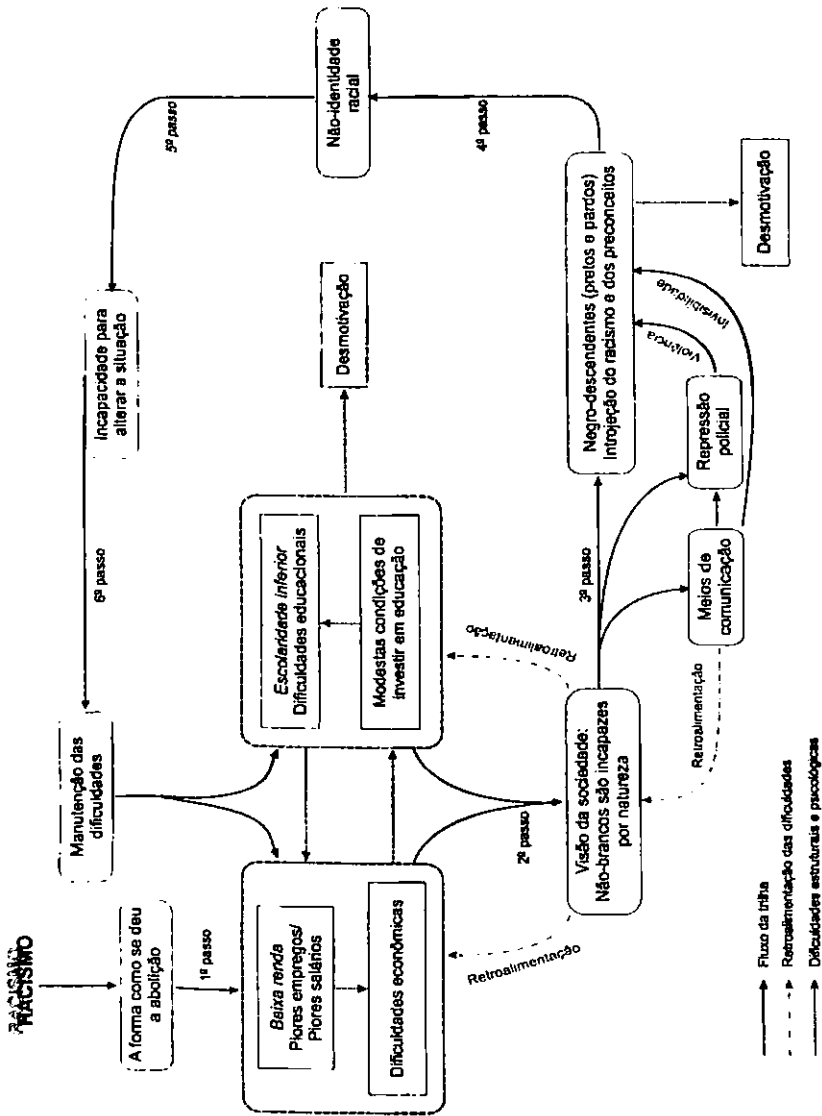 RACISMO
A forma como se deu
a abolição
1º passo
Baixa renda
Piores empregos/
Piores salários
Dificuldades econômicas
Manutenção das
dificuldades
6º passo
Escolaridade inferior
Dificuldades educacionais
Modestas condições de
investir em educação
Desmotivação
Incapacidade para
alterar a situação
5º passo
Não-identidade
racial
4º passo
2º passo
Retroalimentação
Retroalimentação
Visão da sociedade:
Não-brancos são incapazes
por natureza
3º passo
Retroalimentação
Meios de
comunicação
Repressão
policial
Violência
Invisibilidade
Negro-descendentes (pretos e pardos)
Introjeção do racismo e dos preconceitos
Desmotivação
Fluxo da trilha
Retroalimentação das dificuldades
Dificuldades estruturais e psicológicas